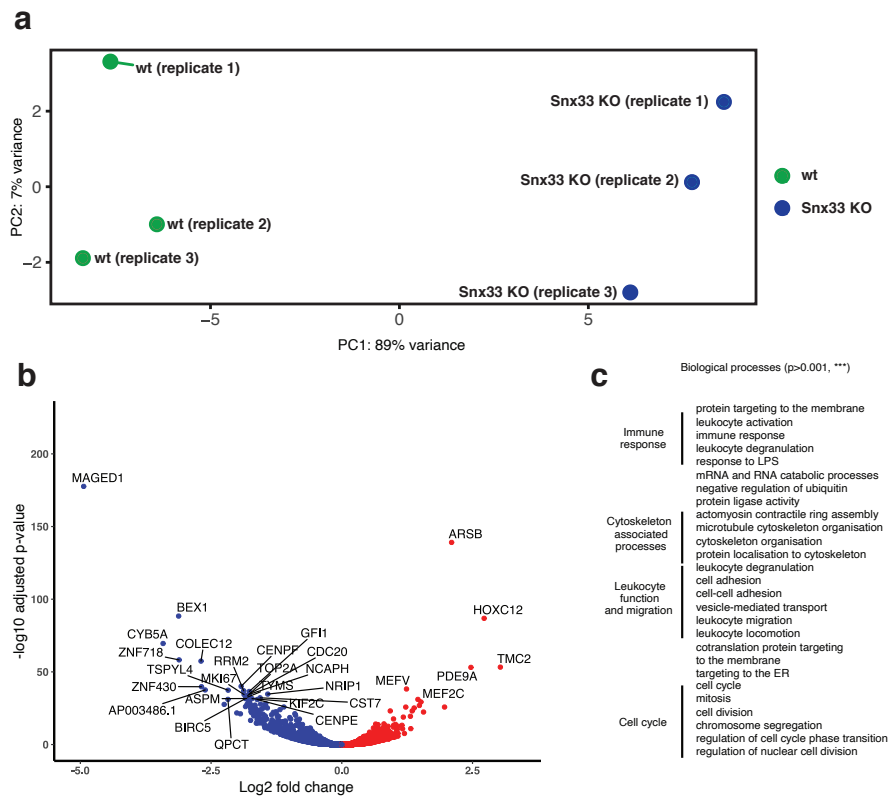 a
wt (replicate 1)
Snx33 KO (replicate 1)
2
wt
PC2: 7% variance
0
Snx33 KO (replicate 2)
Snx33 KO
wt (replicate 2)
−2
wt (replicate 3)
Snx33 KO (replicate 3)
−5
0
5
PC1: 89% variance
b
-log10 adjusted p-value
200
150
100
50
0
MAGED1
ARSB
BEX1
HOXC12
CYB5A
ZNF718
COLEC12
TSPYL4
RRM2
MKI67
CENPF
GFI1
CDC20
TOP2A
NCAPH
TYMS
NRIP1
TMC2
PDE9A
MEFV
MEF2C
ZNF430
ASPM
KIF2C
CST7
AP003486.1
CENPE
BIRC5
QPCT
−5.0
−2.5
0.0
2.5
Log2 fold change
c
Biological processes (p>0.001, ***)
Immune
response
protein targeting to the membrane
leukocyte activation
immune response
leukocyte degranulation
response to LPS
mRNA and RNA catabolic processes
negative regulation of ubiquitin
protein ligase activity
Cytoskeleton
associated
processes
actomyosin contractile ring assembly
microtubule cytoskeleton organisation
cytoskeleton organisation
protein localisation to cytoskeleton
Leukocyte
function
and migration
leukocyte degranulation
cell adhesion
cell-cell adhesion
vesicle-mediated transport
leukocyte migration
leukocyte locomotion
cotranslation protein targeting
to the membrane
targeting to the ER
Cell cycle
cell cycle
mitosis
cell division
chromosome segregation
regulation of cell cycle phase transition
regulation of nuclear cell division